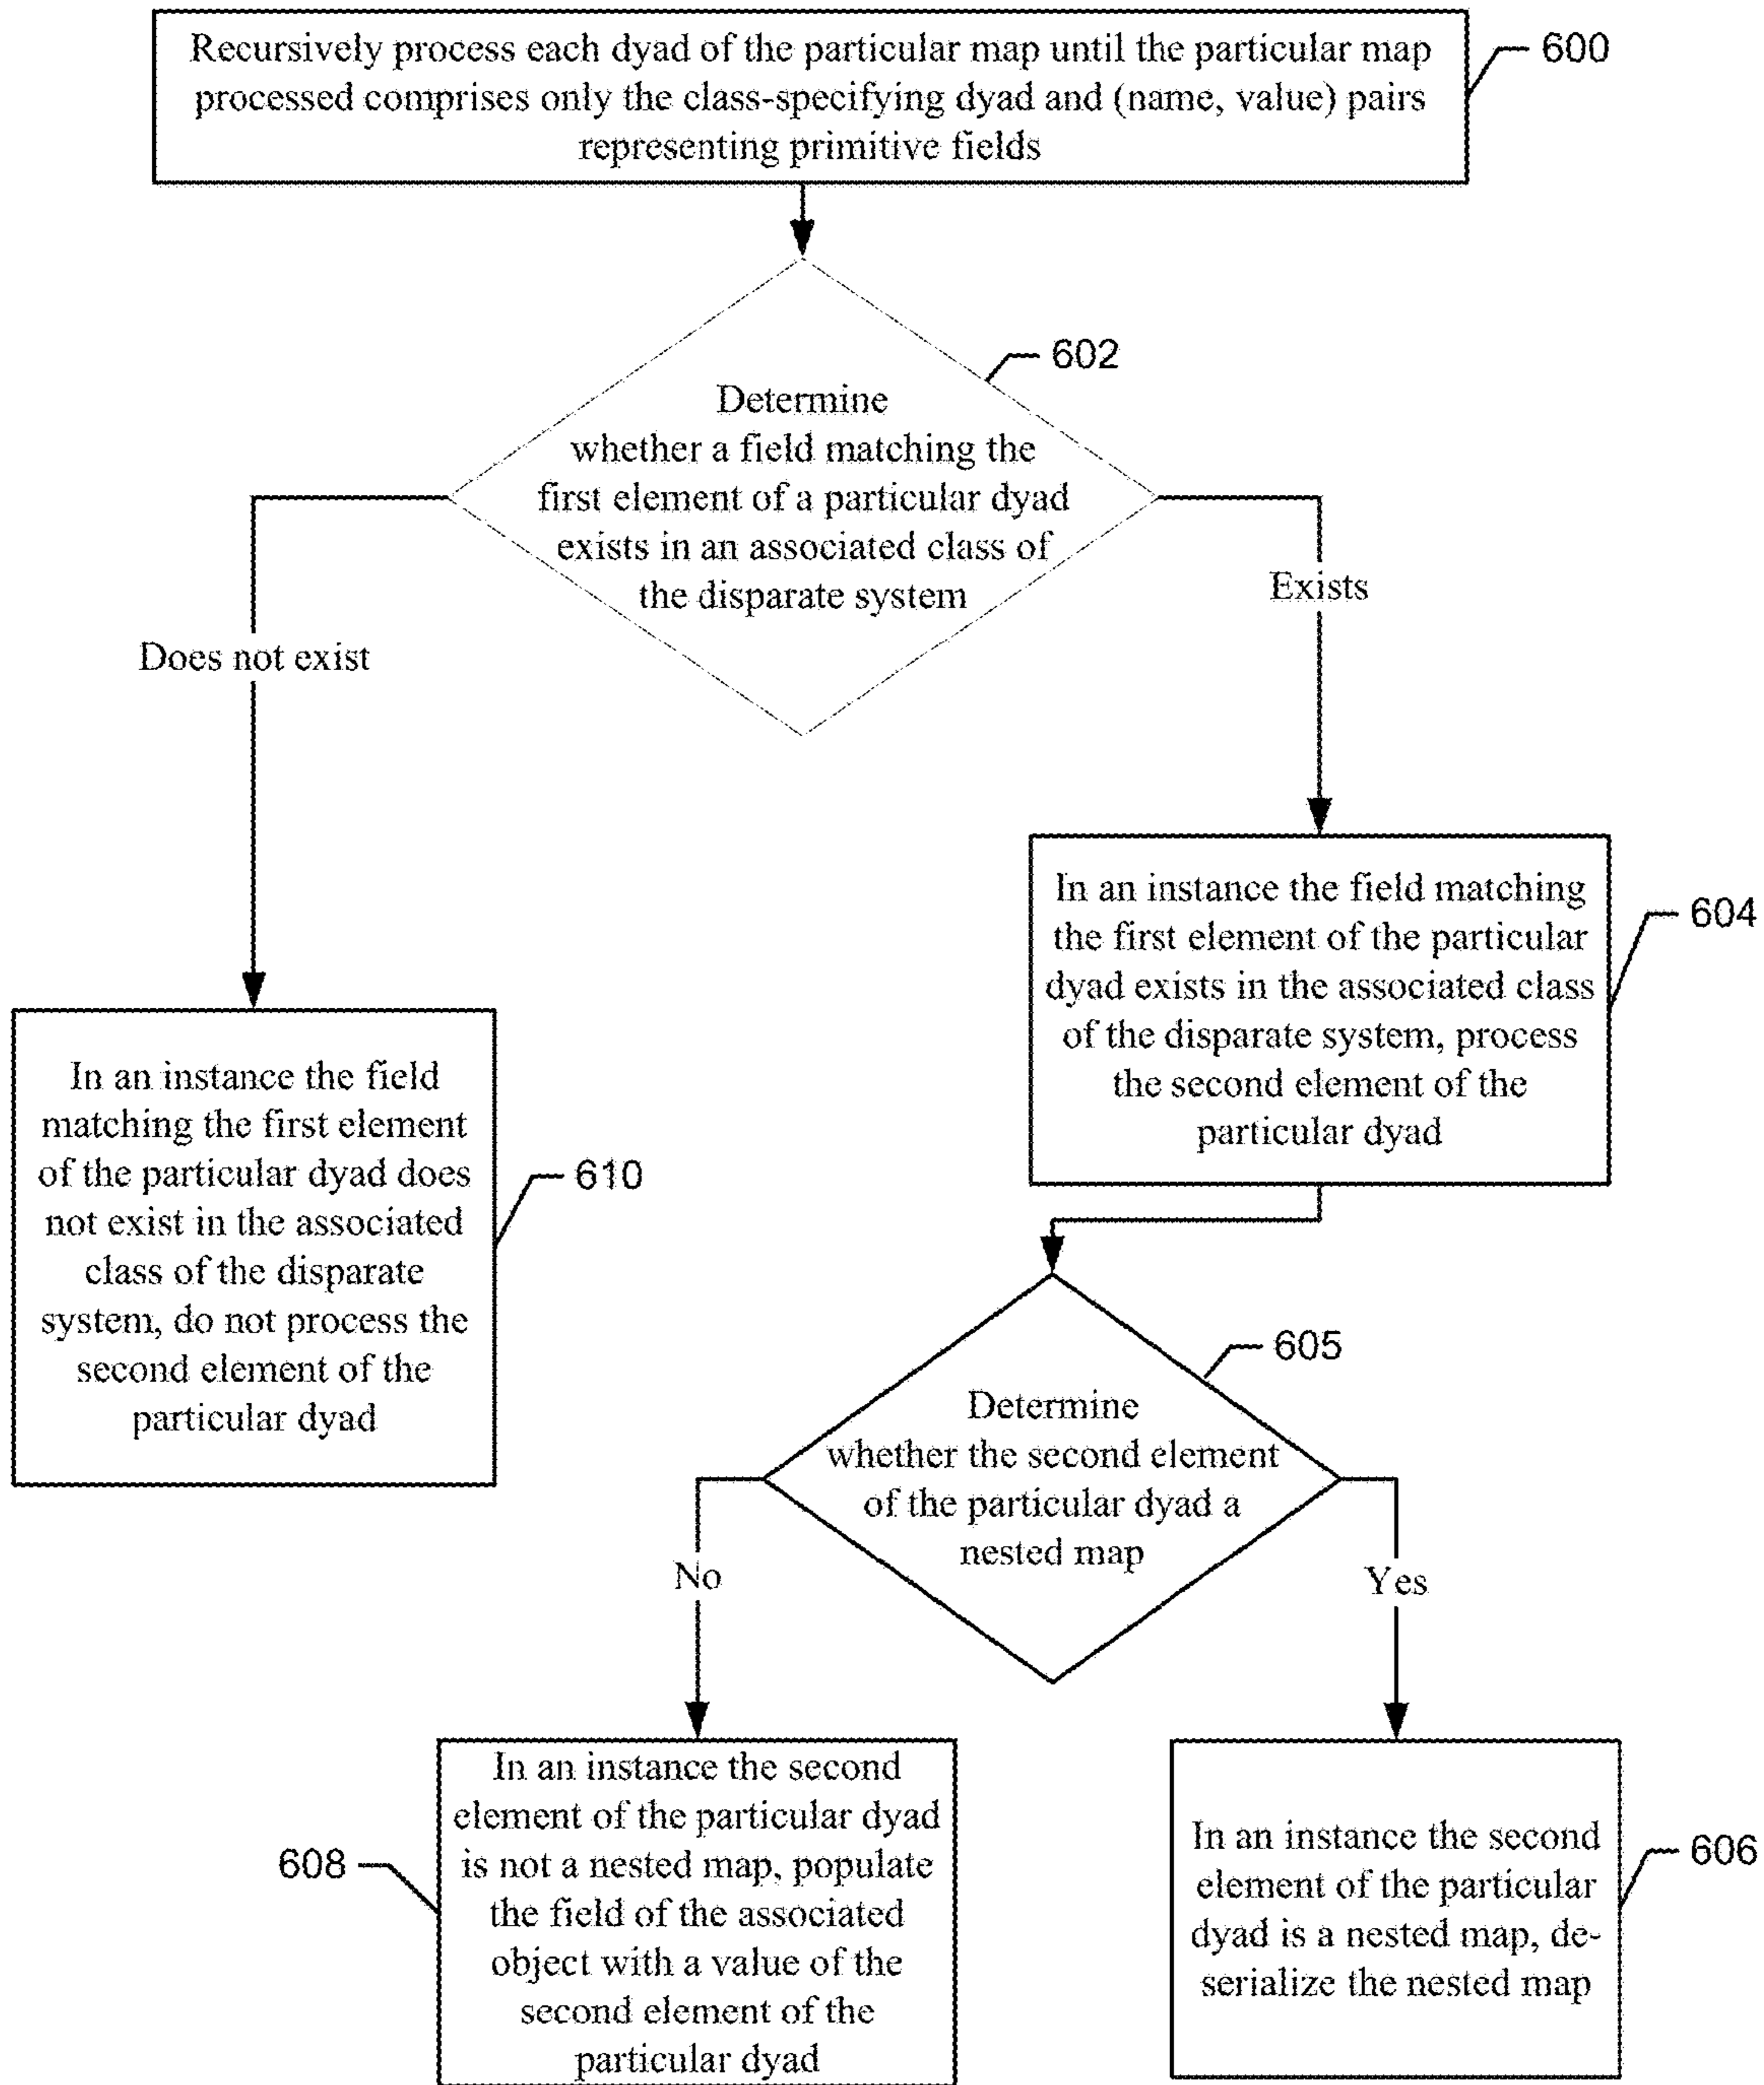 Recursively process each dyad of the particular map until the particular map
processed comprises only the class-specifying dyad and (name, value) pairs
representing primitive fields
600
602
Determine
whether a field matching the
first element of a particular dyad
exists in an associated class of
the disparate system
Exists
Does not exist
In an instance the field matching
the first element of the particular
dyad exists in the associated class
of the disparate system, process
the second element of the
particular dyad
604
In an instance the field
matching the first element
of the particular dyad does
not exist in the associated
class of the disparate
system, do not process the
second element of the
particular dyad
610
605
Determine
whether the second element
of the particular dyad a
nested map
No
Yes
608
In an instance the second
element of the particular dyad
is not a nested map, populate
the field of the associated
object with a value of the
second element of the
particular dyad
In an instance the second
element of the particular
dyad is a nested map, de-
serialize the nested map
606